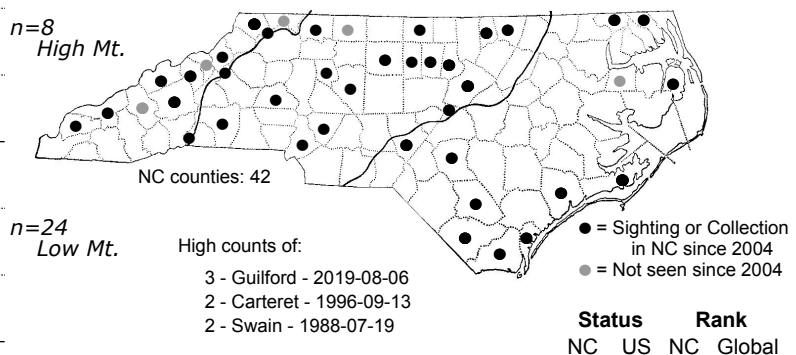 n=8
High Mt.
NC counties: 42
n=24
Low Mt.
High counts of:
3 - Guilford - 2019-08-06
2 - Carteret - 1996-09-13
2 - Swain - 1988-07-19
● = Sighting or Collection
in NC since 2004
● = Not seen since 2004
Status Rank
NC US NC Global